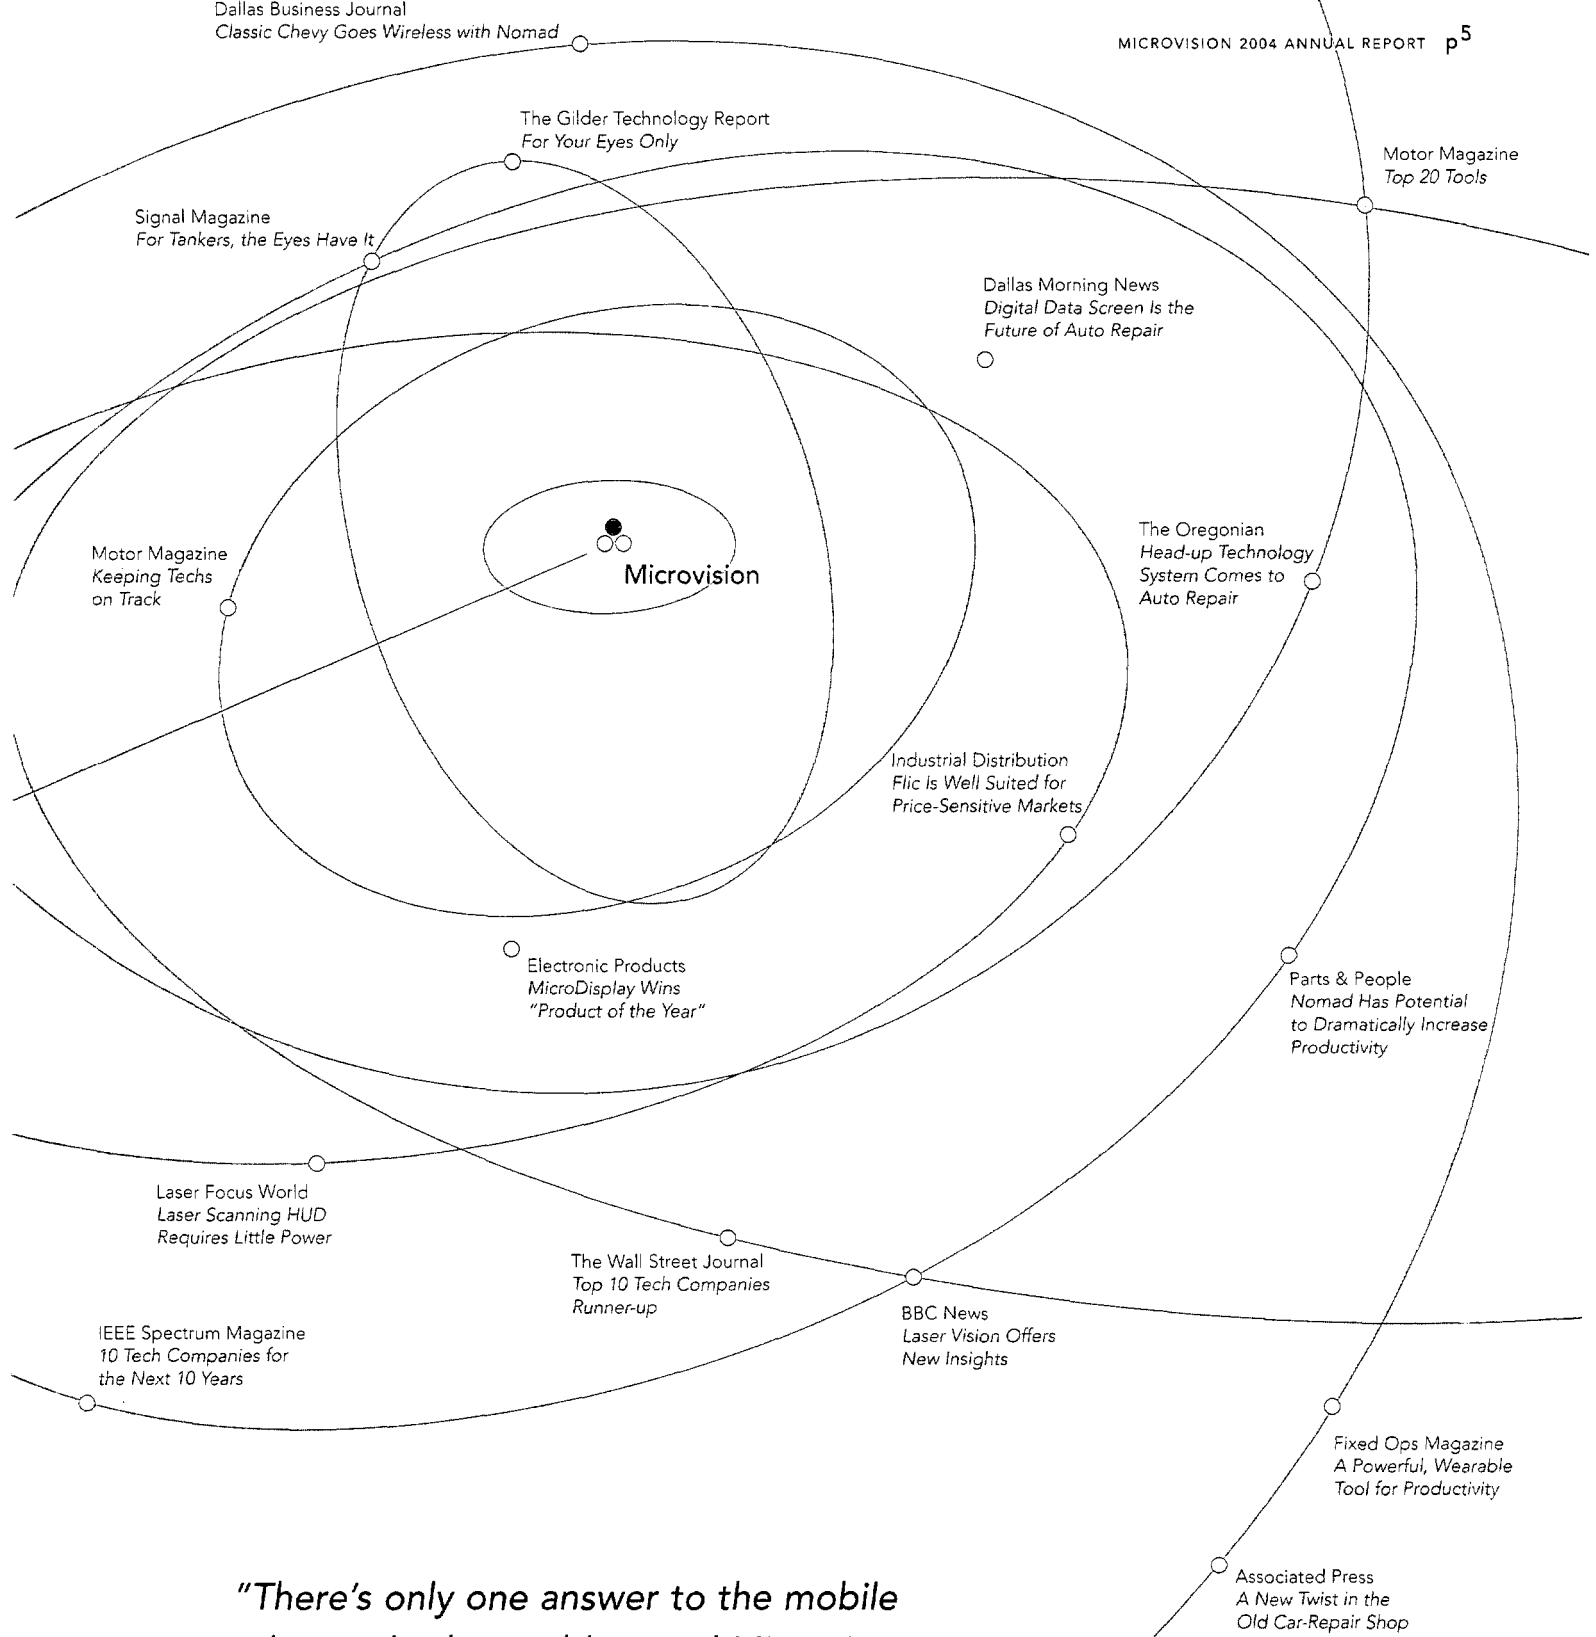 Dallas Business Journal
Classic Chevy Goes Wireless with Nomad
MICROVISION 2004 ANNUAL REPORT p5
The Gilder Technology Report
For Your Eyes Only
Motor Magazine
Top 20 Tools
Signal Magazine
For Tankers, the Eyes Have It
Dallas Morning News
Digital Data Screen Is the
Future of Auto Repair
Microvision
The Oregonian
Head-up Technology
System Comes to
Auto Repair
Motor Magazine
Keeping Techs
on Track
Industrial Distribution
Flic Is Well Suited for
Price-Sensitive Markets
Electronic Products
MicroDisplay Wins
"Product of the Year"
Parts & People
Nomad Has Potential
to Dramatically Increase
Productivity
Laser Focus World
Laser Scanning HUD
Requires Little Power
The Wall Street Journal
Top 10 Tech Companies
Runner-up
BBC News
Laser Vision Offers
New Insights
IEEE Spectrum Magazine
10 Tech Companies for
the Next 10 Years
Fixed Ops Magazine
A Powerful, Wearable
Tool for Productivity
Associated Press
A New Twist in the
Old Car-Repair Shop
"There's only one answer to the mobile